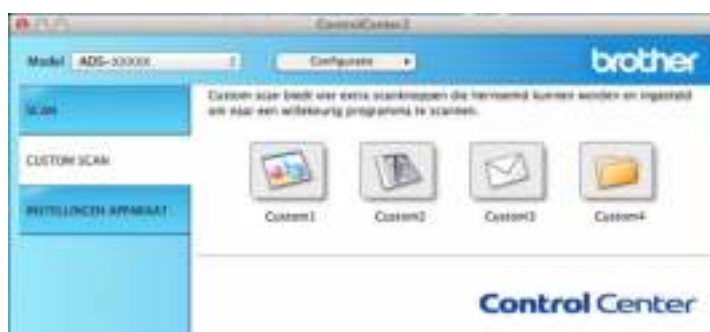 ControlCenter2
Model ADS-XXXXX Configuratie
brother
SCAN
Custom scan biedt vier extra scanknoppen die hernoemd kunnen worden en ingesteld
om naar een willekeurig programma te scannen.
CUSTOM SCAN
Custom1 Custom2 Custom3 Custom4
INSTELLINGEN APPARAAT
Control Center